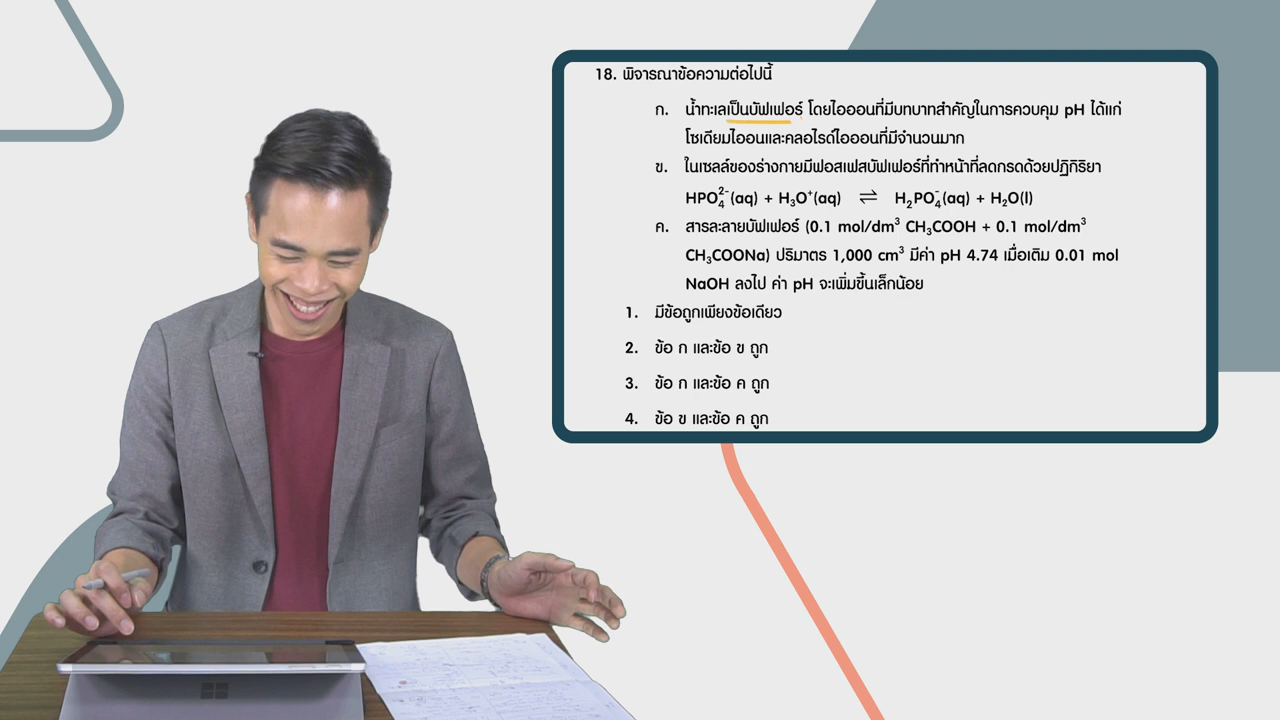 18. พิจารณาข้อความต่อไปนี้
ก. น้ำทะเลเป็นบัฟเฟอร์ โดยไอออนที่มีบทบาทสำคัญในการควบคุม pH ได้แก่
โซเดียมไอออนและคลอไรด์ไอออนที่มีจำนวนมาก
ข. ในเซลล์ของร่างกายมีฟอสเฟสบัฟเฟอร์ที่ทำหน้าที่ลดกรดด้วยปฏิกิริยา
HPO₄²⁻(aq) + H₃O⁺(aq) ⇌ H₂PO₄⁻(aq) + H₂O(l)
ค. สารละลายบัฟเฟอร์ (0.1 mol/dm³ CH₃COOH + 0.1 mol/dm³
CH₃COONa) ปริมาตร 1,000 cm³ มีค่า pH 4.74 เมื่อเติม 0.01 mol
NaOH ลงไป ค่า pH จะเพิ่มขึ้นเล็กน้อย
1. มีข้อถูกเพียงข้อเดียว
2. ข้อ ก และข้อ ข ถูก
3. ข้อ ก และข้อ ค ถูก
4. ข้อ ข และข้อ ค ถูก